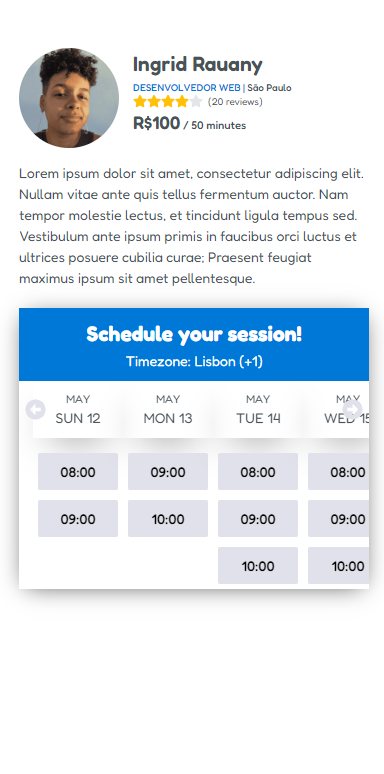 Ingrid Rauany
DESENVOLVEDOR WEB | São Paulo
(20 reviews)
R$100 / 50 minutes
Lorem ipsum dolor sit amet, consectetur adipiscing elit.
Nullam vitae ante quis tellus fermentum auctor. Nam
tempor molestie lectus, et tincidunt ligula tempus sed.
Vestibulum ante ipsum primis in faucibus orci luctus et
ultrices posuere cubilia curae; Praesent feugiat
maximus ipsum sit amet pellentesque.
Schedule your session!
Timezone: Lisbon (+1)
MAY MAY MAY MAY
SUN 12 MON 13 TUE 14 WED 15
08:00 09:00 08:00 08:00
09:00 10:00 09:00 09:00
10:00 10:00